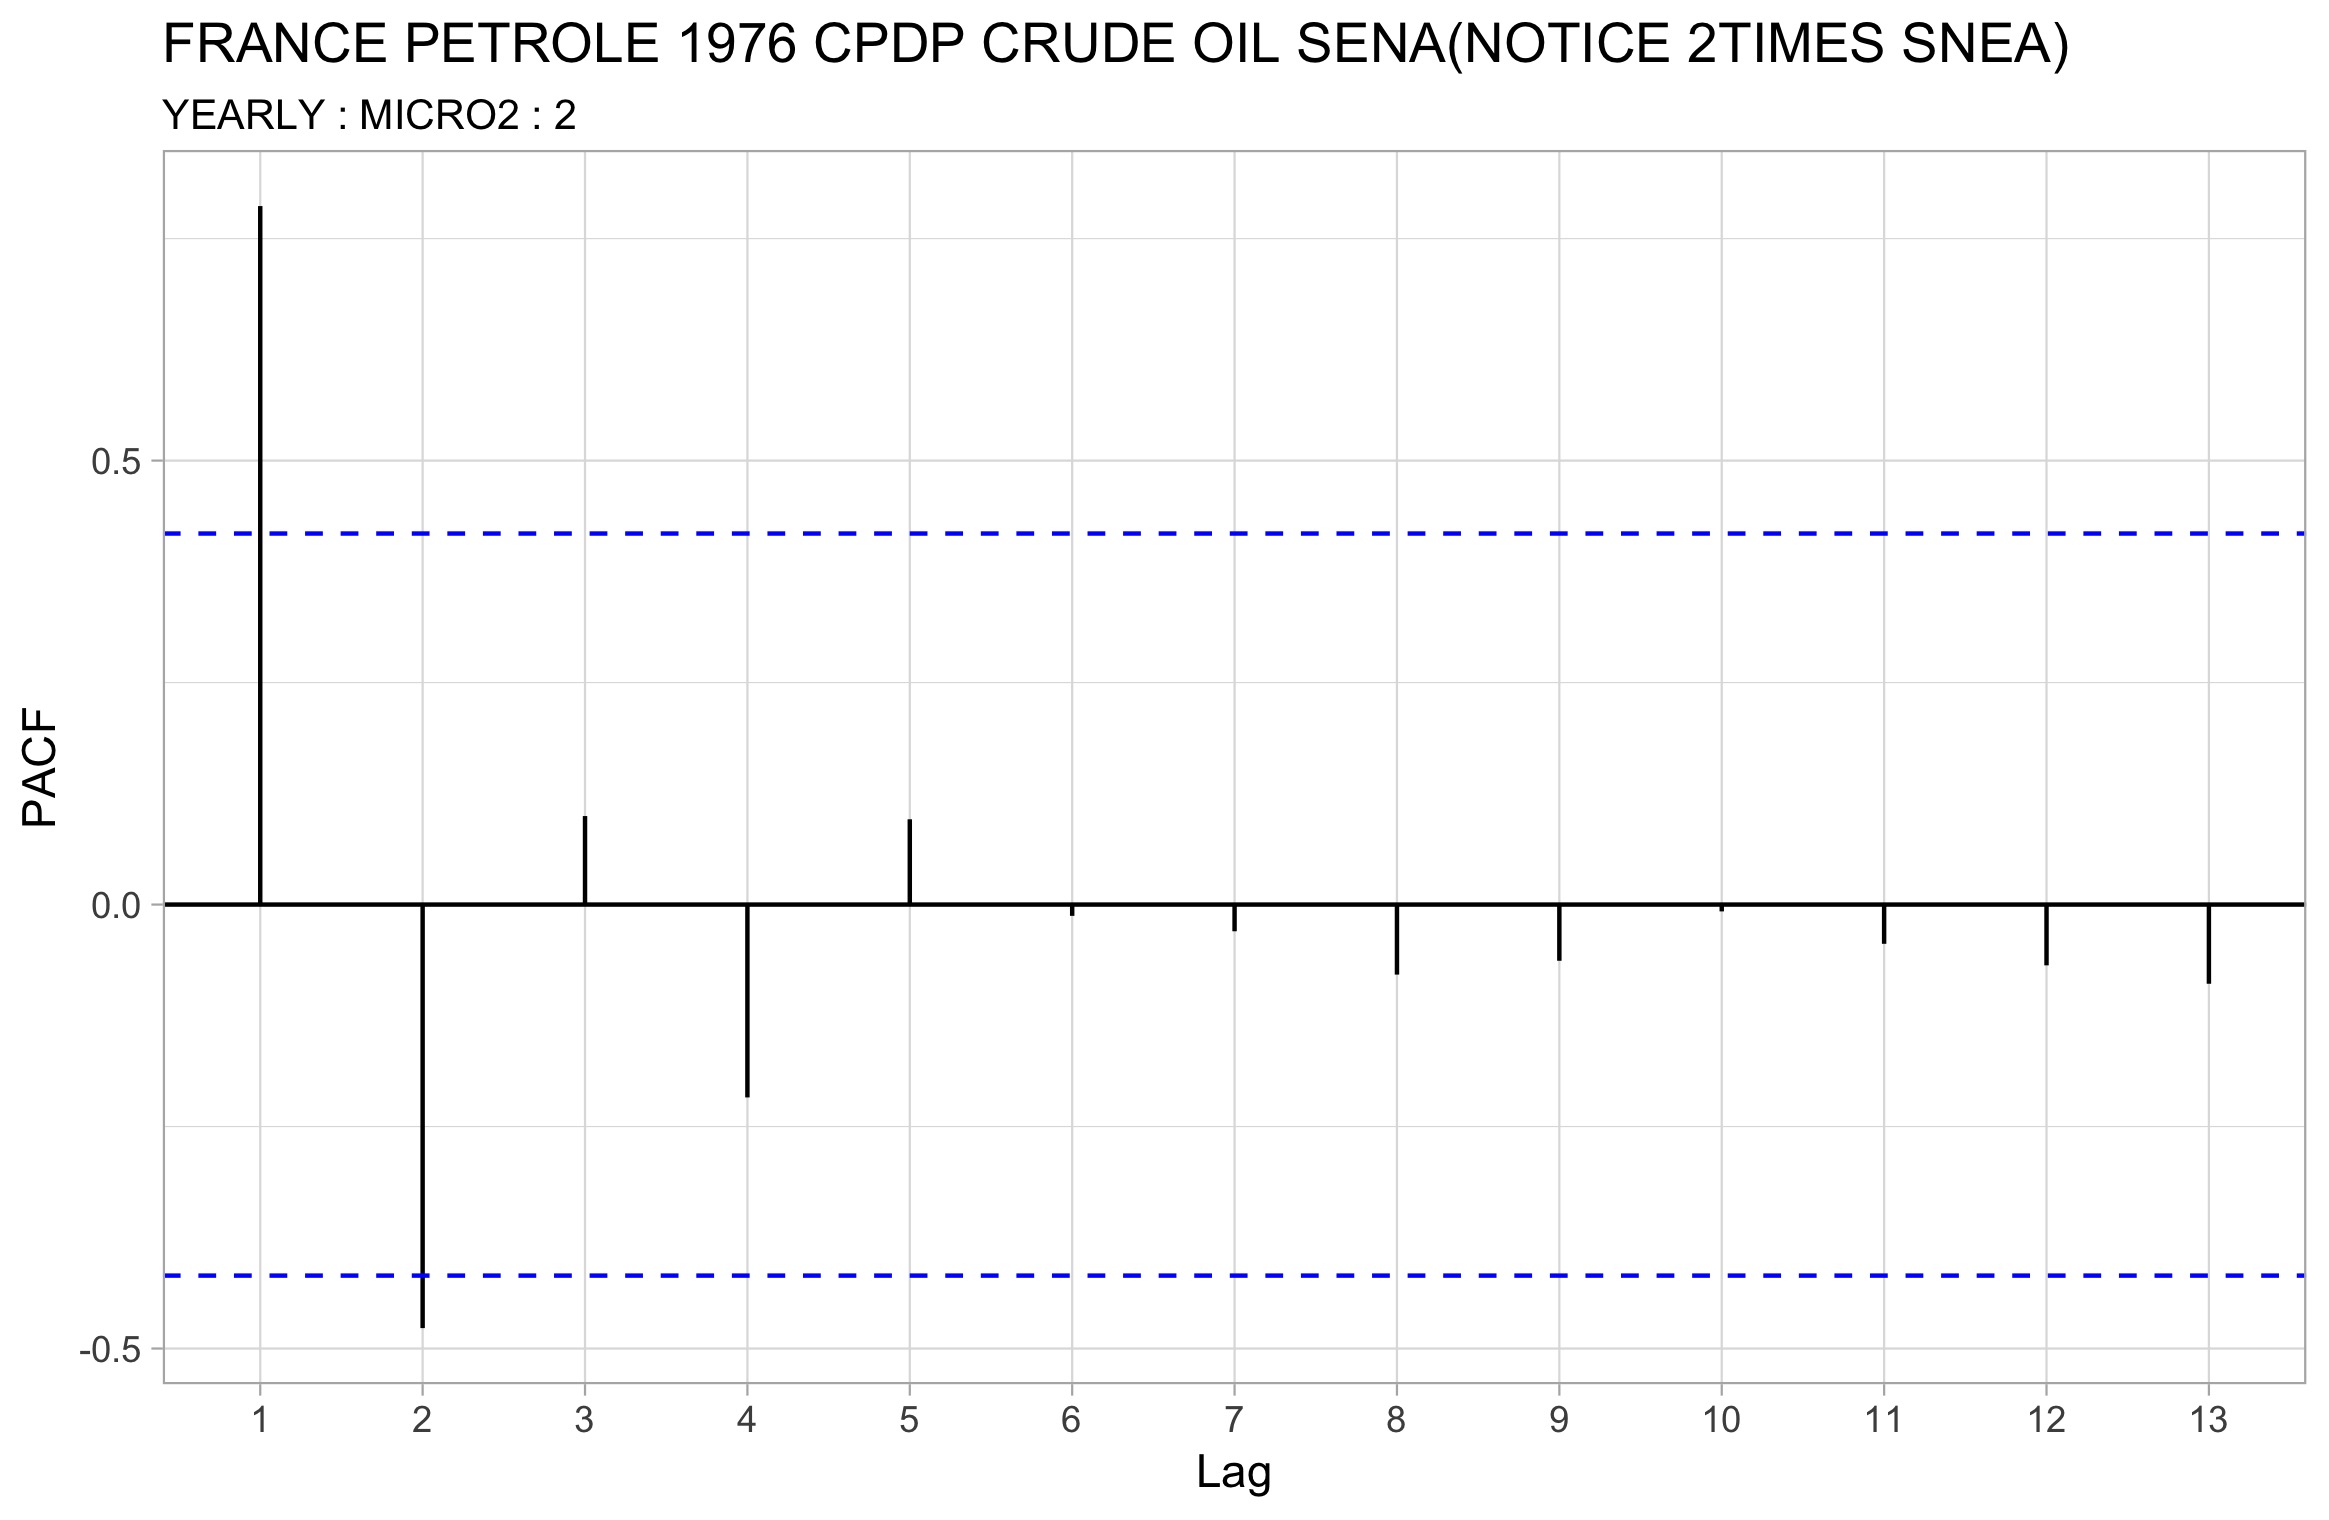 FRANCE PETROLE 1976 CPDP CRUDE OIL SENA(NOTICE 2TIMES SNEA)
YEARLY : MICRO2 : 2
0.5
0.0
-0.5
PACF
1 2 3 4 5 6 7 8 9 10 11 12 13
Lag